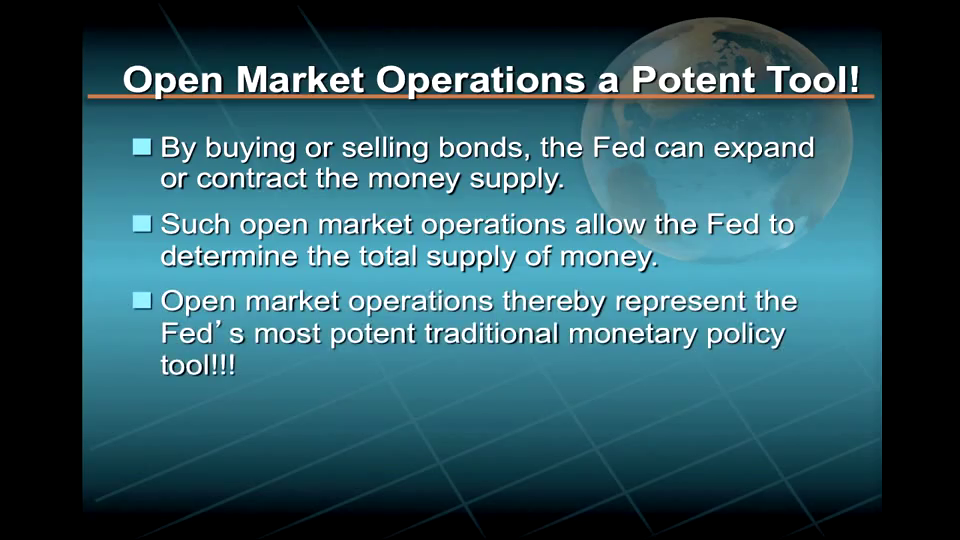 Open Market Operations a Potent Tool!
By buying or selling bonds, the Fed can expand
or contract the money supply.
Such open market operations allow the Fed to
determine the total supply of money.
Open market operations thereby represent the
Fed’s most potent traditional monetary policy
tool!!!